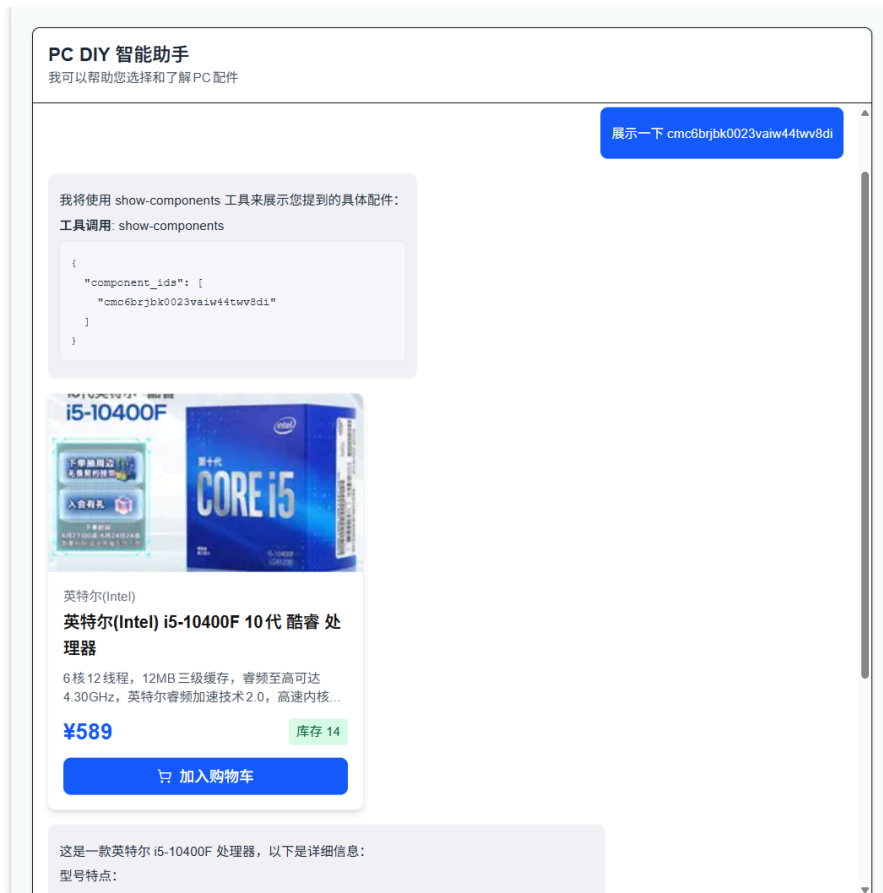 PC DIY 智能助手
我可以帮助您选择和了解PC配件
展示一下 cmc6brjbk0023vaiw44twv8di
我将使用 show-components 工具来展示您提到的具体配件：
工具调用: show-components
{
"component_ids": [
"cmc6brjbk0023vaiw44twv8di"
]
}
i5-10400F
intel
第十代
CORE i5
下单抽周边
入会有礼
i5-10400F
LGA1200
英特尔(Intel)
英特尔(Intel) i5-10400F 10代 酷睿 处
理器
6核12线程，12MB三级缓存，睿频至高可达
4.30GHz，英特尔睿频加速技术2.0，高速内核...
¥589
库存 14
加入购物车
这是一款英特尔 i5-10400F 处理器，以下是详细信息：
型号特点：